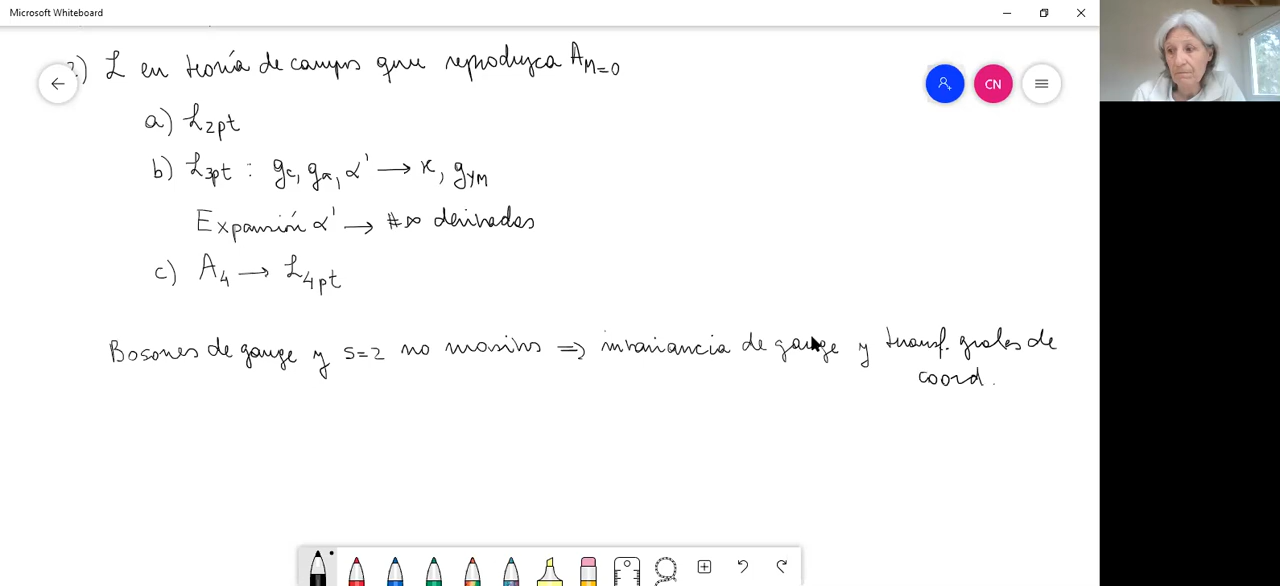 Microsoft Whiteboard
2) L en teoría de campos que reproduzca A_{M=0}
CN
a) L_{2pt}
b) L_{3pt} : g_c, g_a, α' → κ, g_{YM}
Expansión α' → # ∞ derivadas
c) A_4 → L_{4pt}
Bosones de gauge y s=2 no masivos ⇒ invariancia de gauge y transf. grales de
coord.